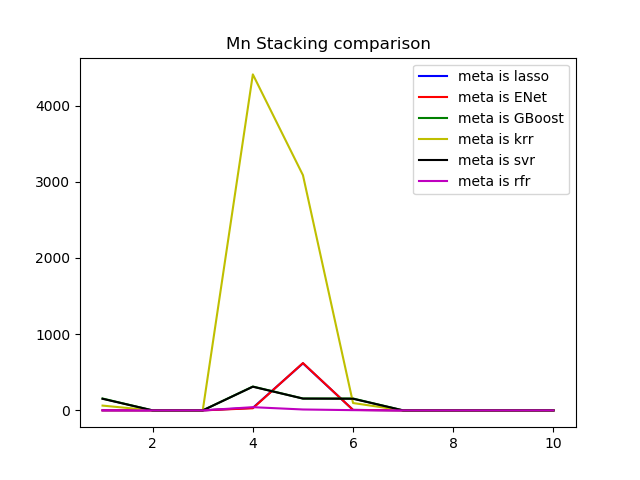 Mn Stacking comparison
meta is lasso
meta is ENet
meta is GBoost
meta is krr
meta is svr
meta is rfr
4000
3000
2000
1000
0
2 4 6 8 10